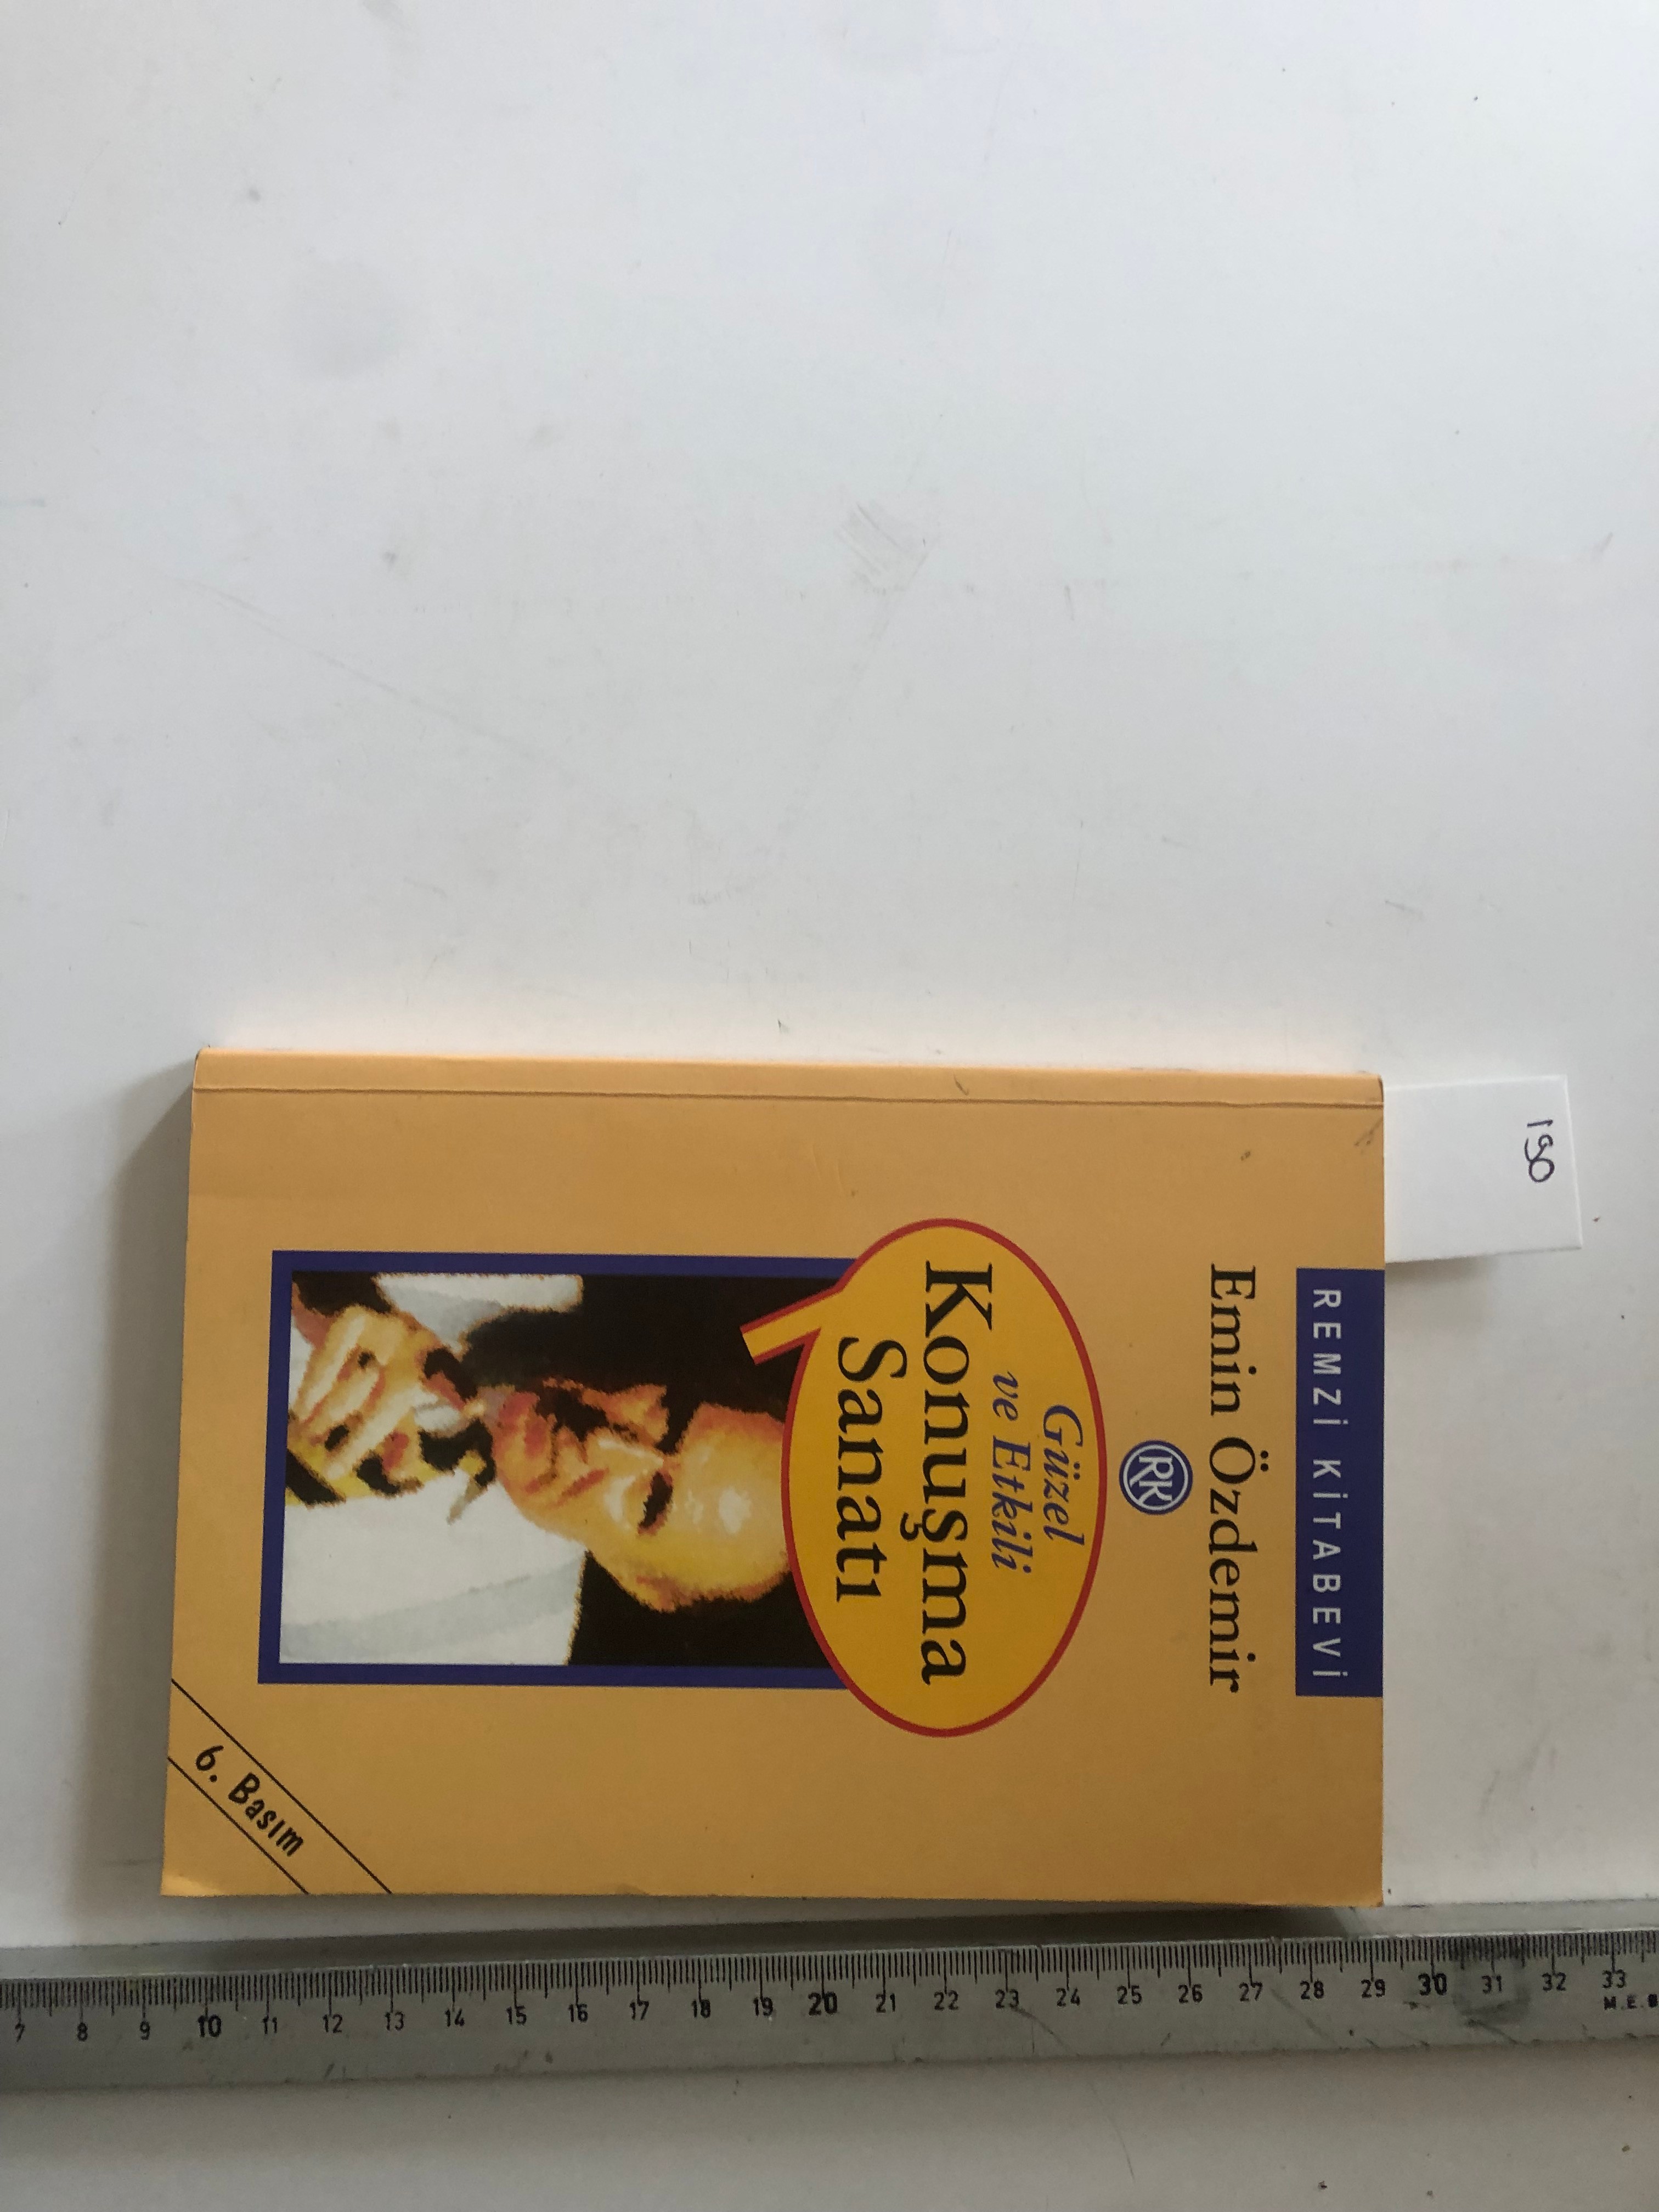 190
REMZİ KİTABEVİ
Emin Özdemir
RK
Güzel
ve Etkili
Konuşma
Sanatı
6. Basım
7 8 9 10 11 12 13 14 15 16 17 18 19 20 21 22 23 24 25 26 27 28 29 30 31 32 33